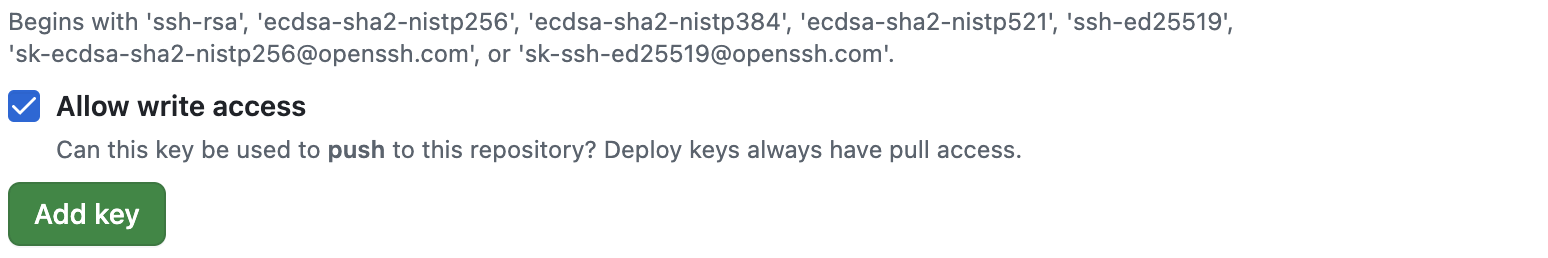 Begins with 'ssh-rsa', 'ecdsa-sha2-nistp256', 'ecdsa-sha2-nistp384', 'ecdsa-sha2-nistp521', 'ssh-ed25519',
'sk-ecdsa-sha2-nistp256@openssh.com', or 'sk-ssh-ed25519@openssh.com'.
Allow write access
Can this key be used to push to this repository? Deploy keys always have pull access.
Add key